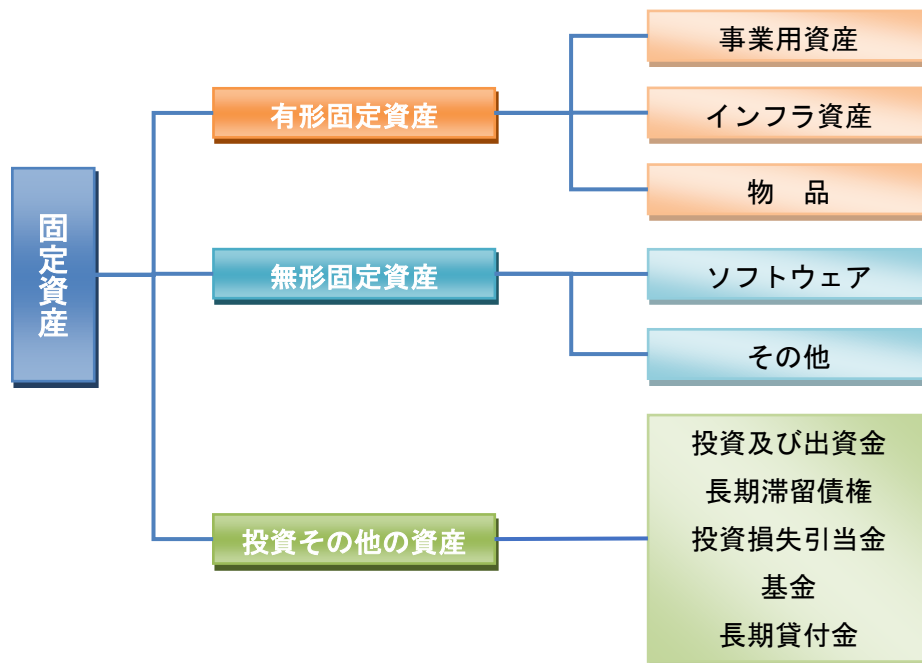 固定資産
有形固定資産
事業用資産
インフラ資産
物　品
無形固定資産
ソフトウェア
その他
投資その他の資産
投資及び出資金
長期滞留債権
投資損失引当金
基金
長期貸付金